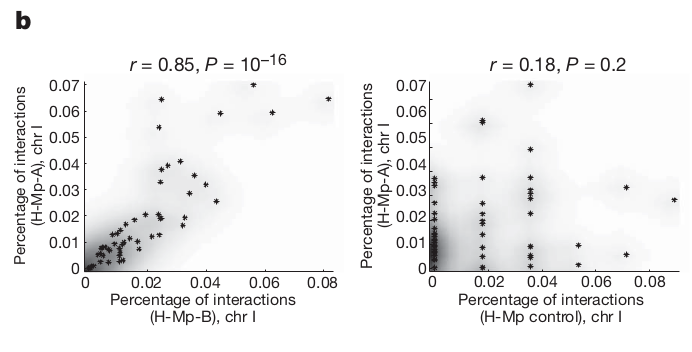 b
r = 0.85, P = 10⁻¹⁶
Percentage of interactions
(H-Mp-A), chr I
0.07
0.06
0.05
0.04
0.03
0.02
0.01
0
0
0.02
0.04
0.06
0.08
Percentage of interactions
(H-Mp-B), chr I
r = 0.18, P = 0.2
Percentage of interactions
(H-Mp-A), chr I
0.07
0.06
0.05
0.04
0.03
0.02
0.01
0
0
0.02
0.04
0.06
0.08
Percentage of interactions
(H-Mp control), chr I